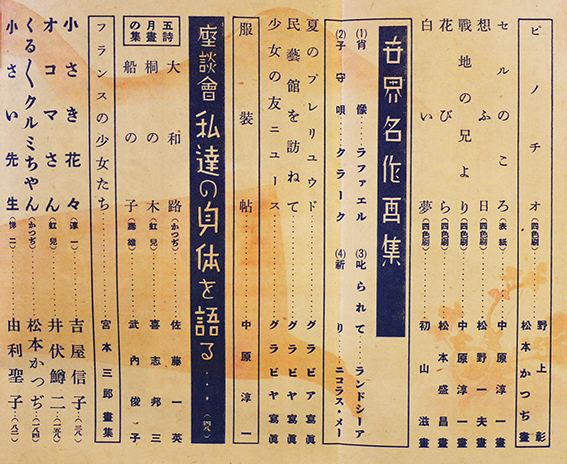 ピノチオ(四色刷)……野上彰
松本かつぢ畫
セルのころ(表紙)……中原淳一畫
想ふ日(四色刷)……松野一夫畫
戰地の兄より(四色刷)……中原淳一畫
花びら(四色刷)……松本盛昌畫
白い夢(四色刷)……初山滋畫
世界名作画集
(1)肖像 ラファエル (3)叱られて ランドシーア
(2)子守唄 クラーク (4)祈り ニコラス・メー
夏のプレリユウド……グラビア寫眞
民藝館を訪ねて……グラビヤ寫眞
少女の友ニュース……グラビヤ寫眞
服裝帖……中原淳一
座談會 私達の身体を語る…(四八)
五月の
詩畫集
大和路(かつぢ)……佐藤一英
桐の木(虹兒)……喜志邦三
船の子……武內俊子
フランスの少女たち……宮本三郎畫集
小さき花々(淳一)……吉屋信子
オコマさん(虹兒)……井伏鱒二
くる〱クルミちゃん(かつぢ)……松本かつぢ(一八四)
小さい先生……由利聖子(八二)